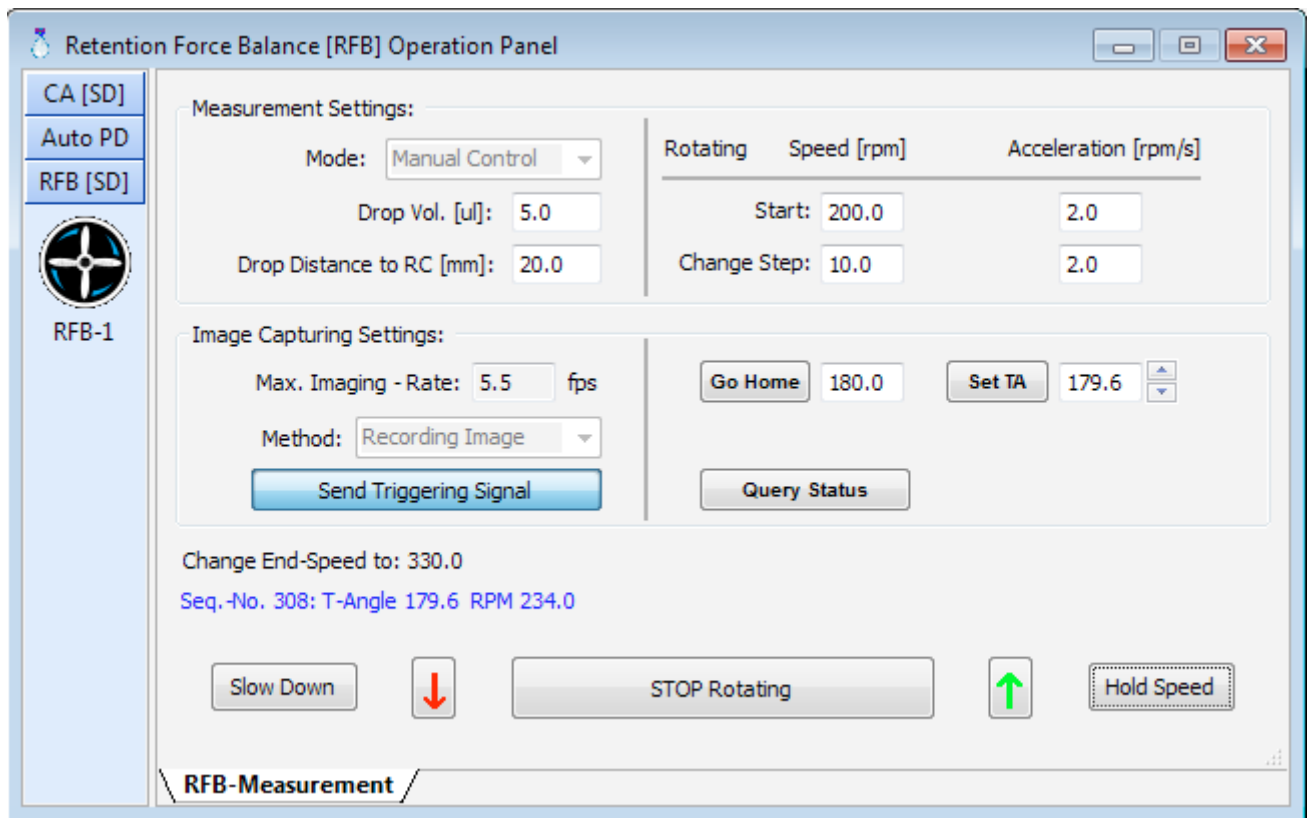 Retention Force Balance [RFB] Operation Panel
CA [SD]
Auto PD
RFB [SD]
RFB-1
Measurement Settings:
Mode: Manual Control
Drop Vol. [ul]: 5.0
Drop Distance to RC [mm]: 20.0
Rotating Speed [rpm] Acceleration [rpm/s]
Start: 200.0 2.0
Change Step: 10.0 2.0
Image Capturing Settings:
Max. Imaging - Rate: 5.5 fps
Method: Recording Image
Send Triggering Signal
Go Home 180.0 Set TA 179.6
Query Status
Change End-Speed to: 330.0
Seq.-No. 308: T-Angle 179.6 RPM 234.0
Slow Down STOP Rotating Hold Speed
RFB-Measurement